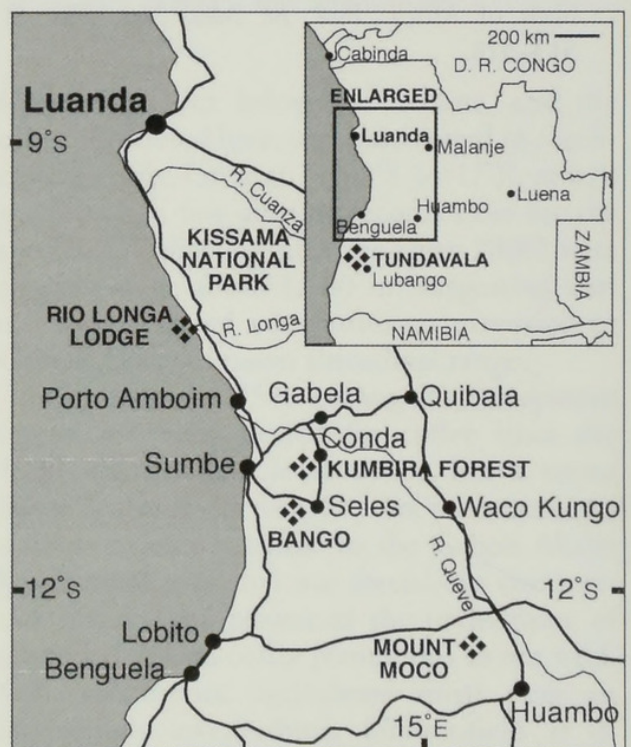 200 km
Cabinda
D. R. CONGO
ENLARGED
Luanda
Luanda
9°S
Malanje
R. Cuanza
Luena
Huambo
Benguela
KISSAMA
NATIONAL
PARK
TUNDAVALA
Lubango
ZAMBIA
RIO LONGA
LODGE
R. Longa
NAMIBIA
Porto Amboim
Gabela
Quibala
Conda
Sumbe
KUMBIRA FOREST
Seles
Waco Kungo
BANGO
R. Queve
12°S
12°S
Lobito
MOUNT
MOCO
Benguela
Huambo
15°E